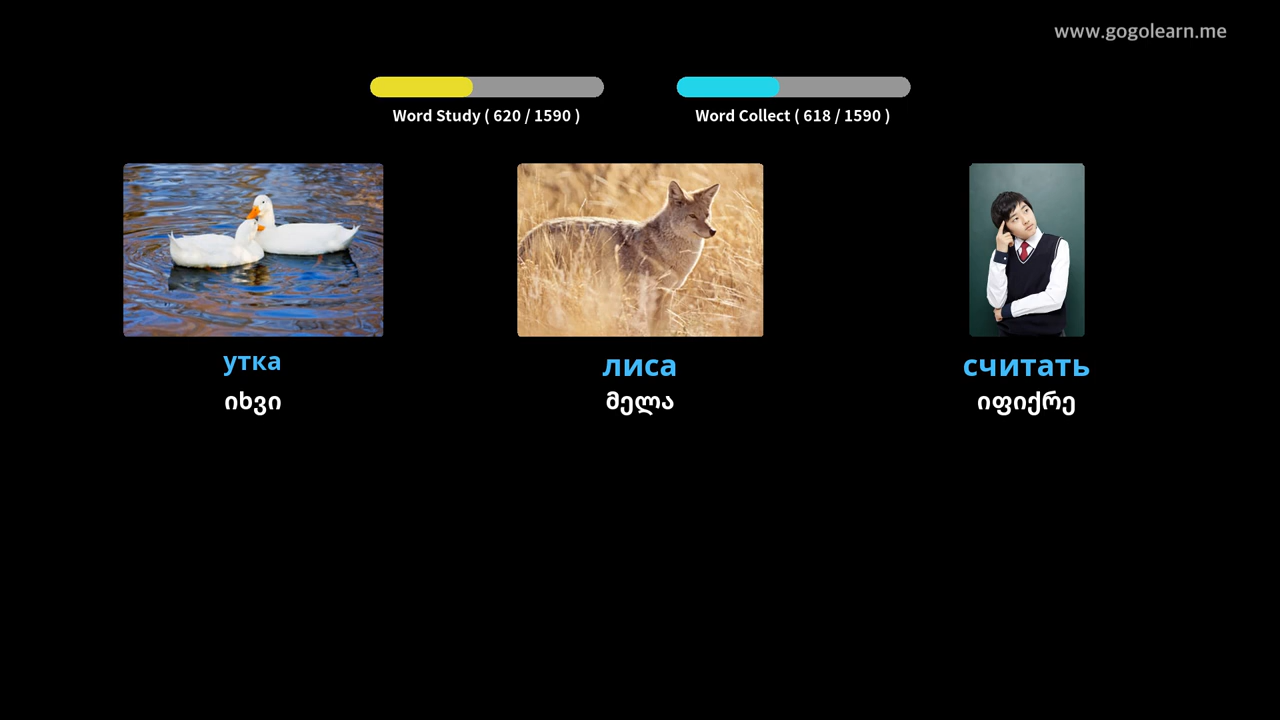 www.gogolearn.me
Word Study ( 620 / 1590 )
Word Collect ( 618 / 1590 )
утка
იხვი
лиса
მელა
считать
იფიქრე